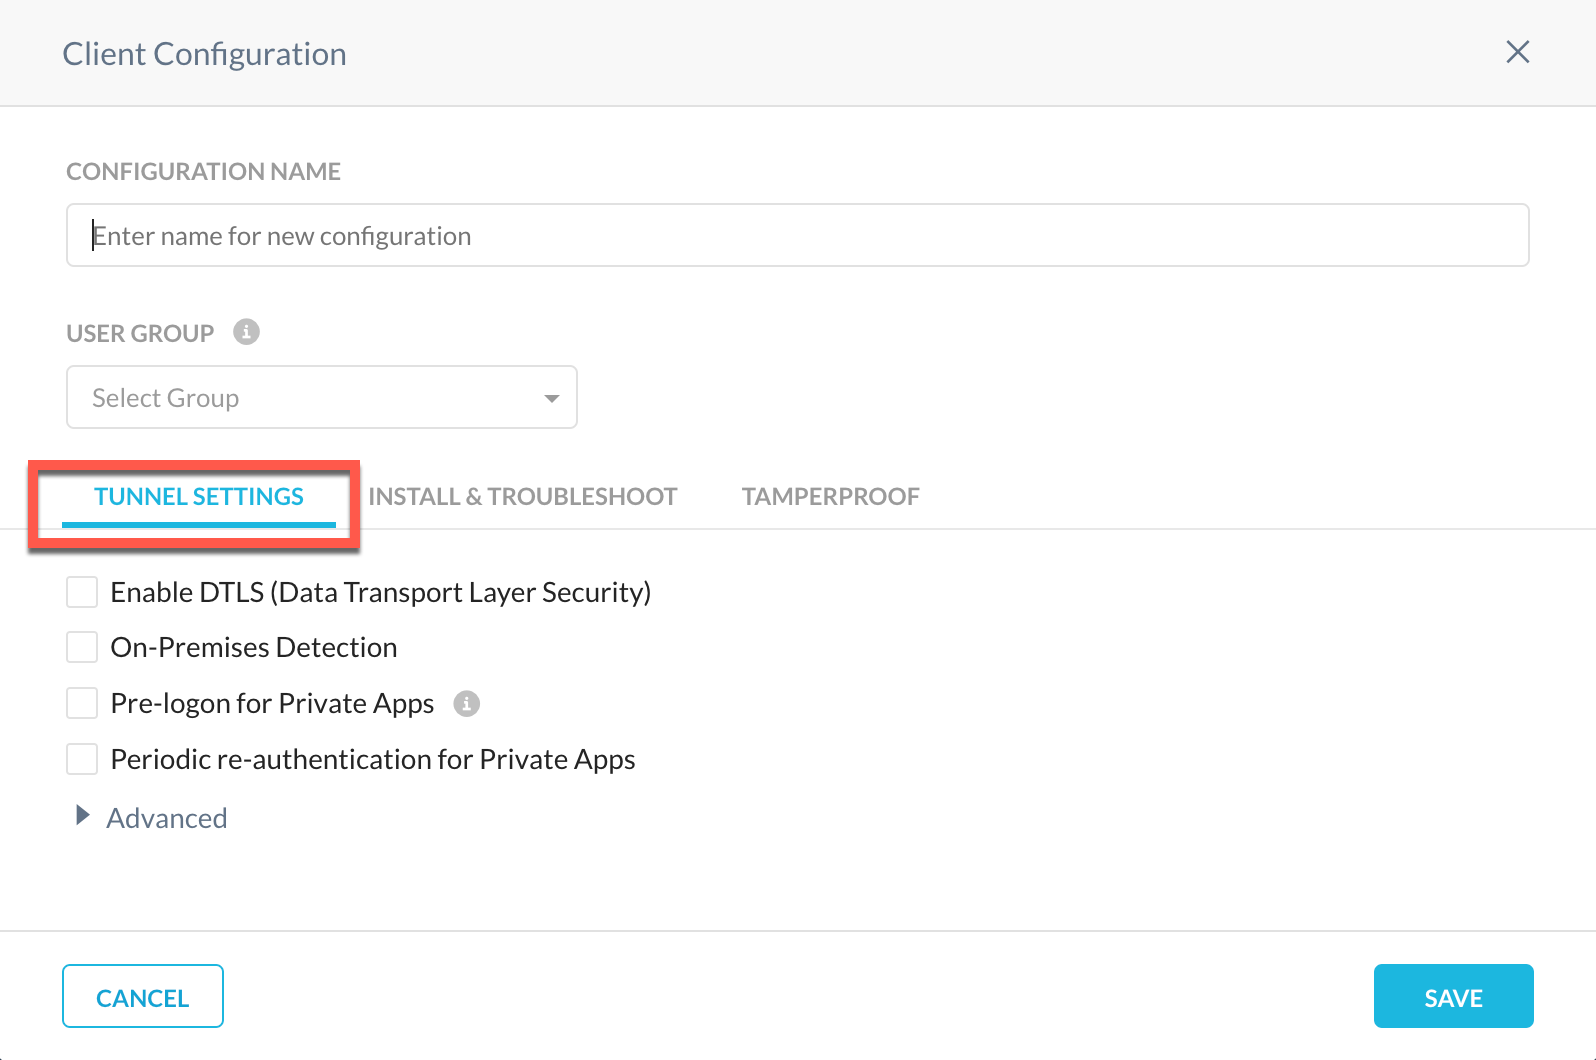 Client Configuration
CONFIGURATION NAME
Enter name for new configuration
USER GROUP
Select Group
TUNNEL SETTINGS INSTALL & TROUBLESHOOT TAMPERPROOF
Enable DTLS (Data Transport Layer Security)
On-Premises Detection
Pre-logon for Private Apps
Periodic re-authentication for Private Apps
Advanced
CANCEL SAVE